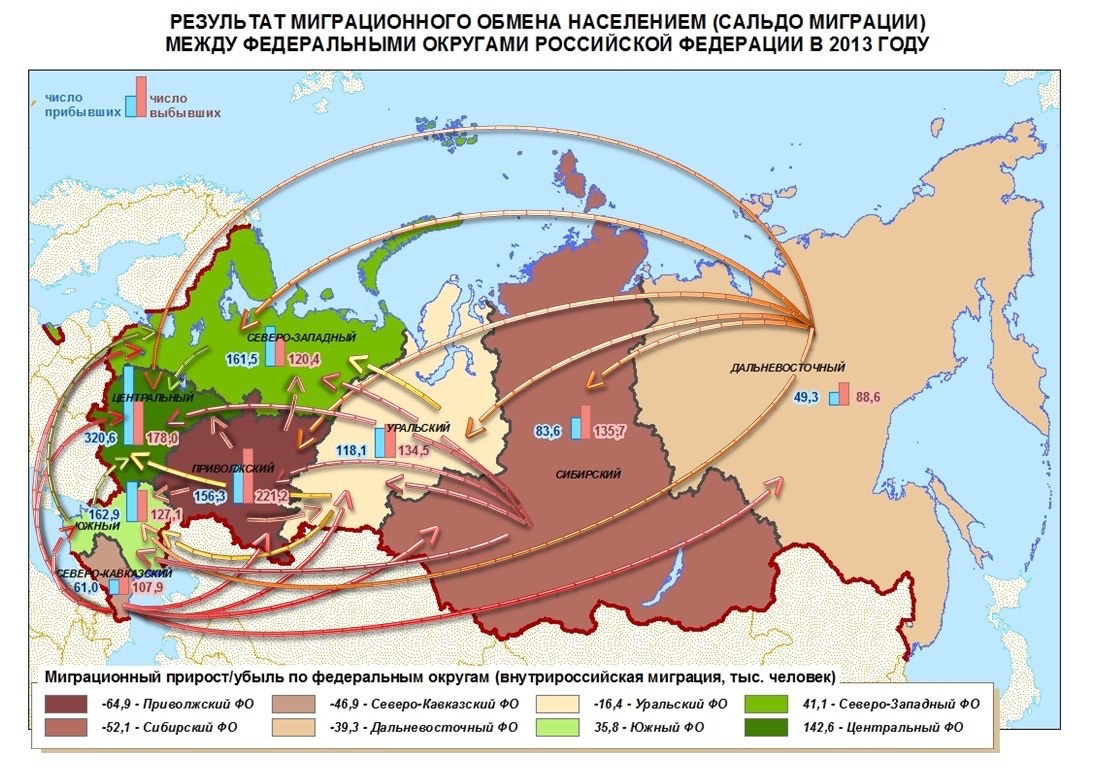 РЕЗУЛЬТАТ МИГРАЦИОННОГО ОБМЕНА НАСЕЛЕНИЕМ (САЛЬДО МИГРАЦИИ)
МЕЖДУ ФЕДЕРАЛЬНЫМИ ОКРУГАМИ РОССИЙСКОЙ ФЕДЕРАЦИИ В 2013 ГОДУ
число прибывших
число выбывших
СЕВЕРО-ЗАПАДНЫЙ
161,5 120,4
ДАЛЬНЕВОСТОЧНЫЙ
49,3 88,6
ЦЕНТРАЛЬНЫЙ
320,6 178,0
УРАЛЬСКИЙ
118,1 134,5
83,6 135,7
СИБИРСКИЙ
ПРИВОЛЖСКИЙ
156,3 221,2
162,9 127,1
ЮЖНЫЙ
СЕВЕРО-КАВКАЗСКИЙ
61,0 107,9
Миграционный прирост/убыль по федеральным округам (внутрироссийская миграция, тыс. человек)
-64,9 - Приволжский ФО -46,9 - Северо-Кавказский ФО -16,4 - Уральский ФО 41,1 - Северо-Западный ФО
-52,1 - Сибирский ФО -39,3 - Дальневосточный ФО 35,8 - Южный ФО 142,6 - Центральный ФО